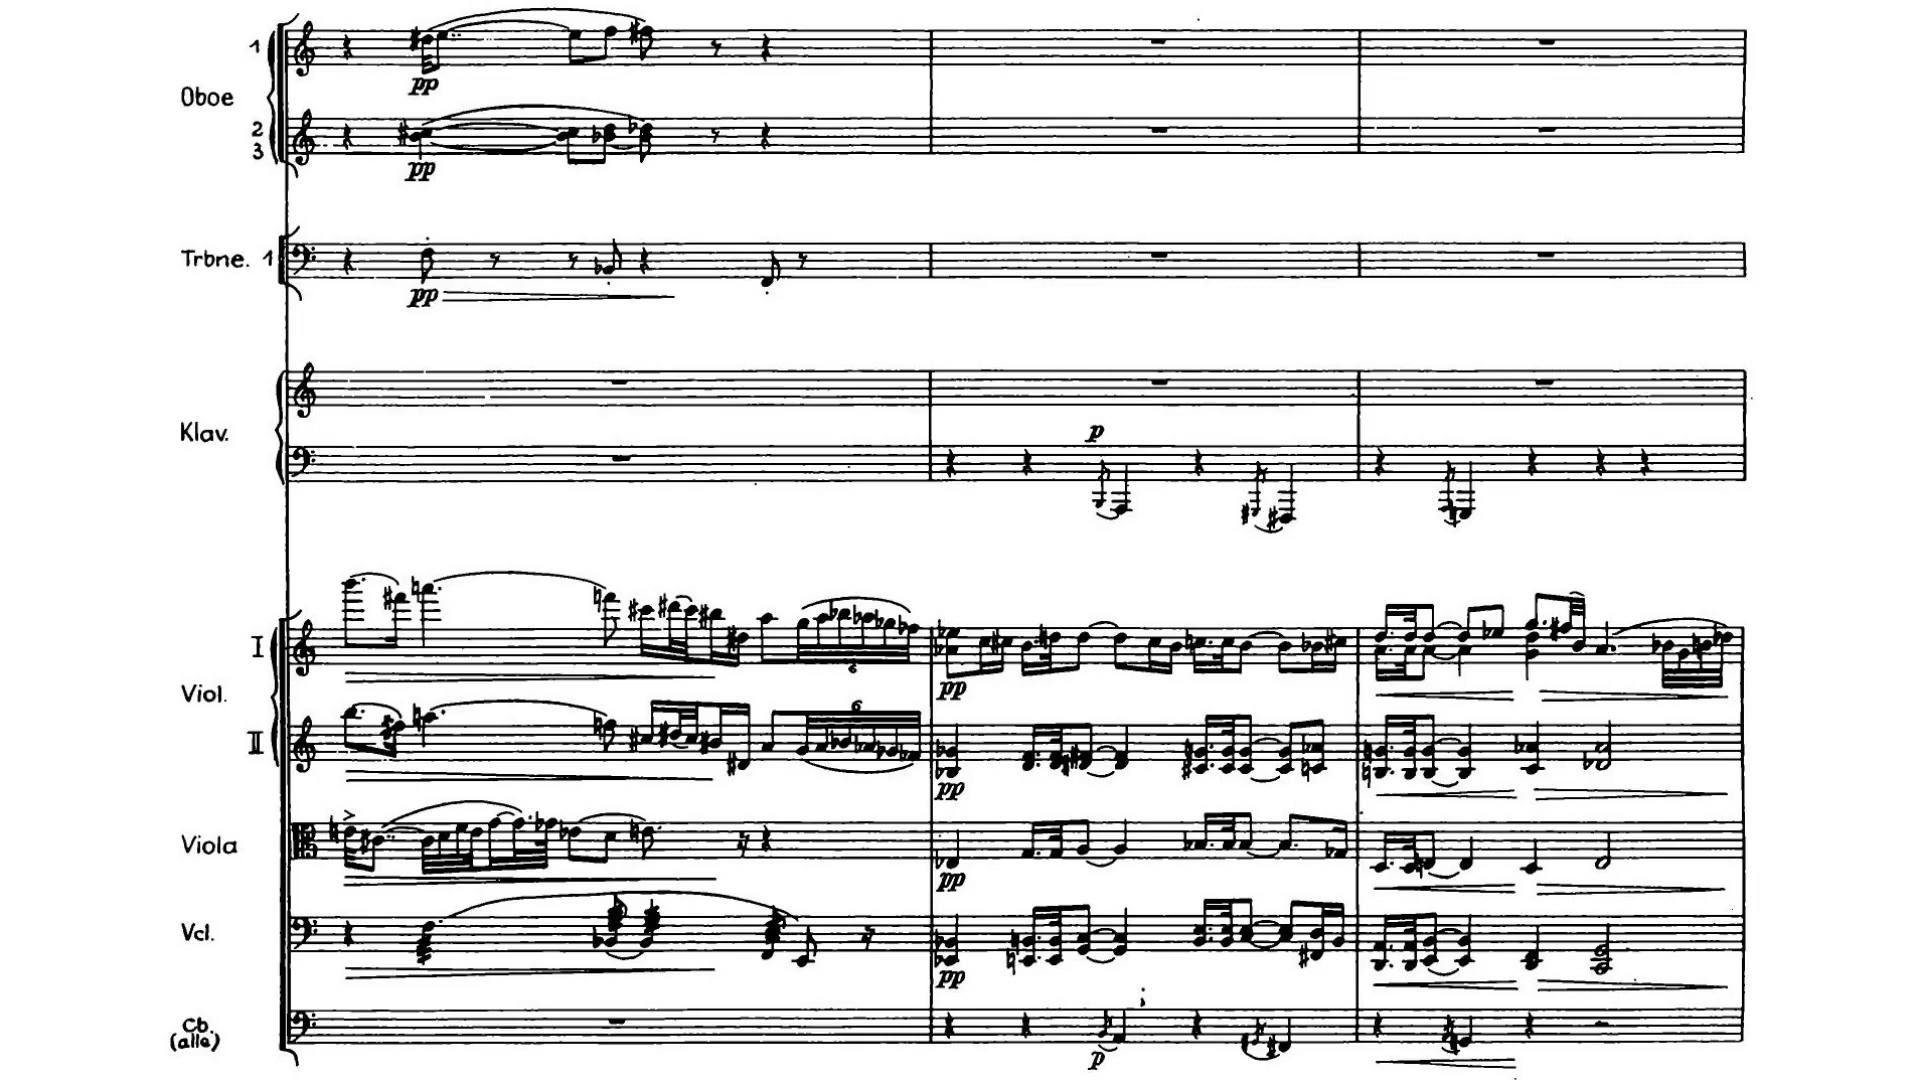 1
Oboe
2
3
pp
pp
Trbne. 1
pp
Klav.
p
I
Viol.
6
pp
II
6
pp
Viola
pp
Vcl.
pp
Cb.
(alle)
p